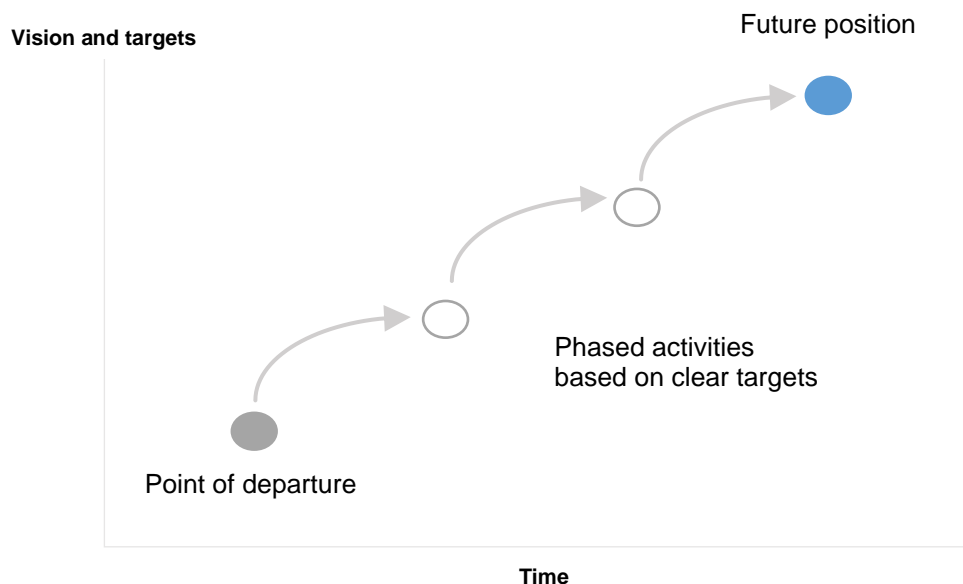 Future position
Vision and targets
Phased activities
based on clear targets
Point of departure
Time